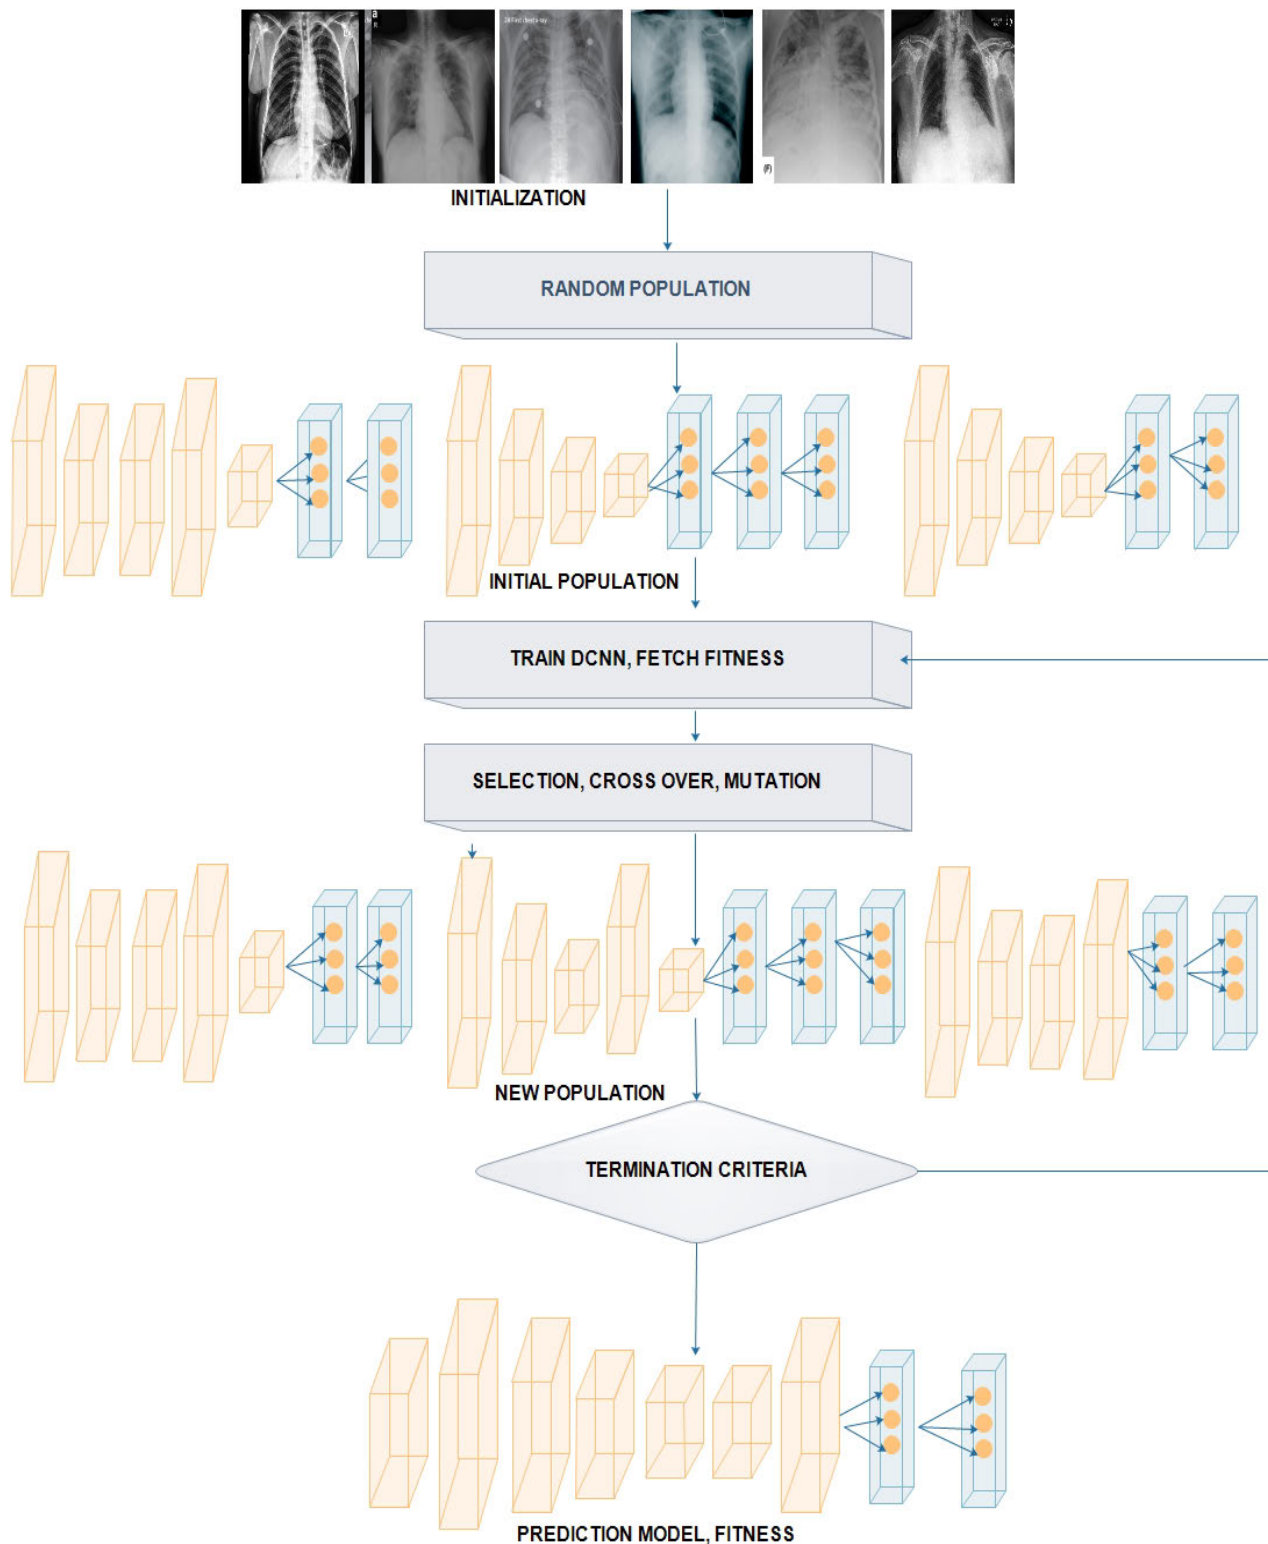 a
R
INITIALIZATION
RANDOM POPULATION
INITIAL POPULATION
TRAIN DCNN, FETCH FITNESS
SELECTION, CROSS OVER, MUTATION
NEW POPULATION
TERMINATION CRITERIA
PREDICTION MODEL, FITNESS